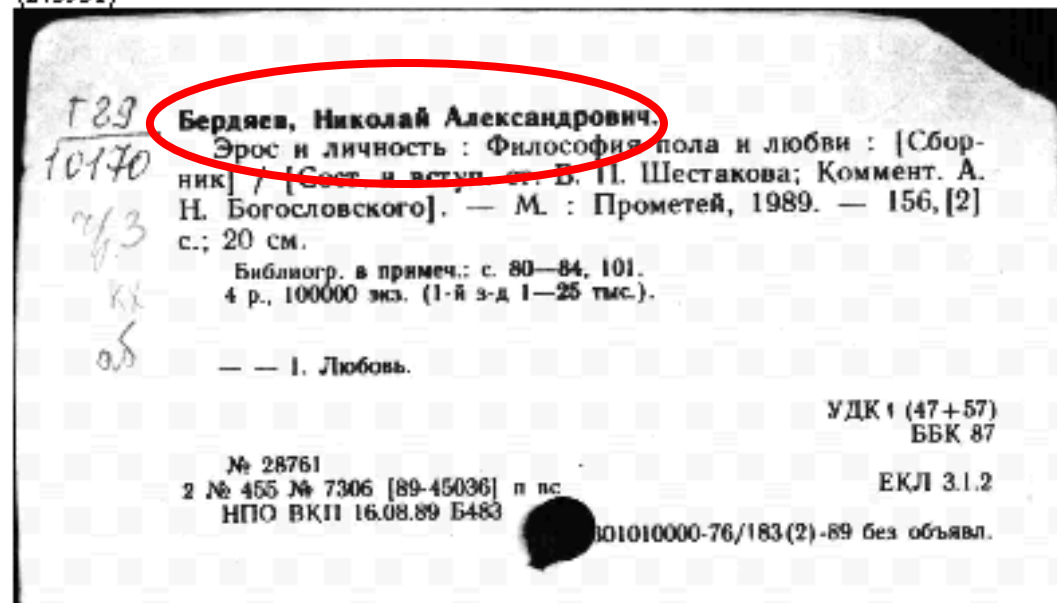 Г 89
10170
Бердяев, Николай Александрович.
Эрос и личность : Философия пола и любви : [Сбор-
ник] / [Сост. и вступ. ст. В. П. Шестакова; Коммент. А.
Н. Богословского]. — М. : Прометей, 1989. — 156, [2]
с.; 20 см.
Библиогр. в примеч.: с. 80—84, 101.
4 р., 100000 экз. (1-й з-д 1—25 тыс.).
— — 1. Любовь.
УДК 1 (47+57)
ББК 87
№ 28761
2 № 455 № 7306 [89-45036] п пс
ЕКЛ 3.1.2
НПО ВКП 16.08.89 Б483
01010000-76/183(2)-89 без объявл.